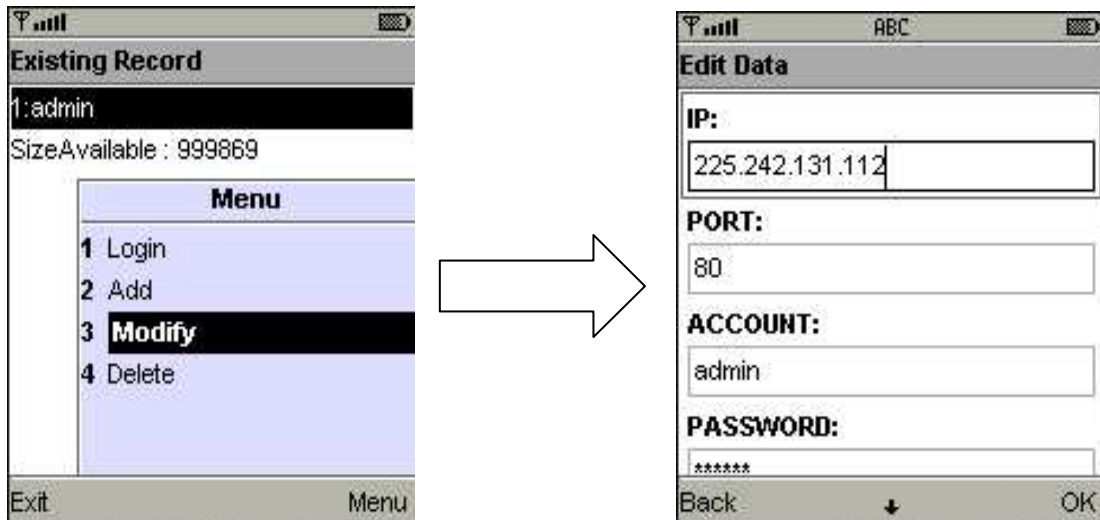 Existing Record
1:admin
SizeAvailable : 999869
Menu
1 Login
2 Add
3 Modify
4 Delete
Exit Menu
ABC
Edit Data
IP:
225.242.131.112
PORT:
80
ACCOUNT:
admin
PASSWORD:
******
Back OK